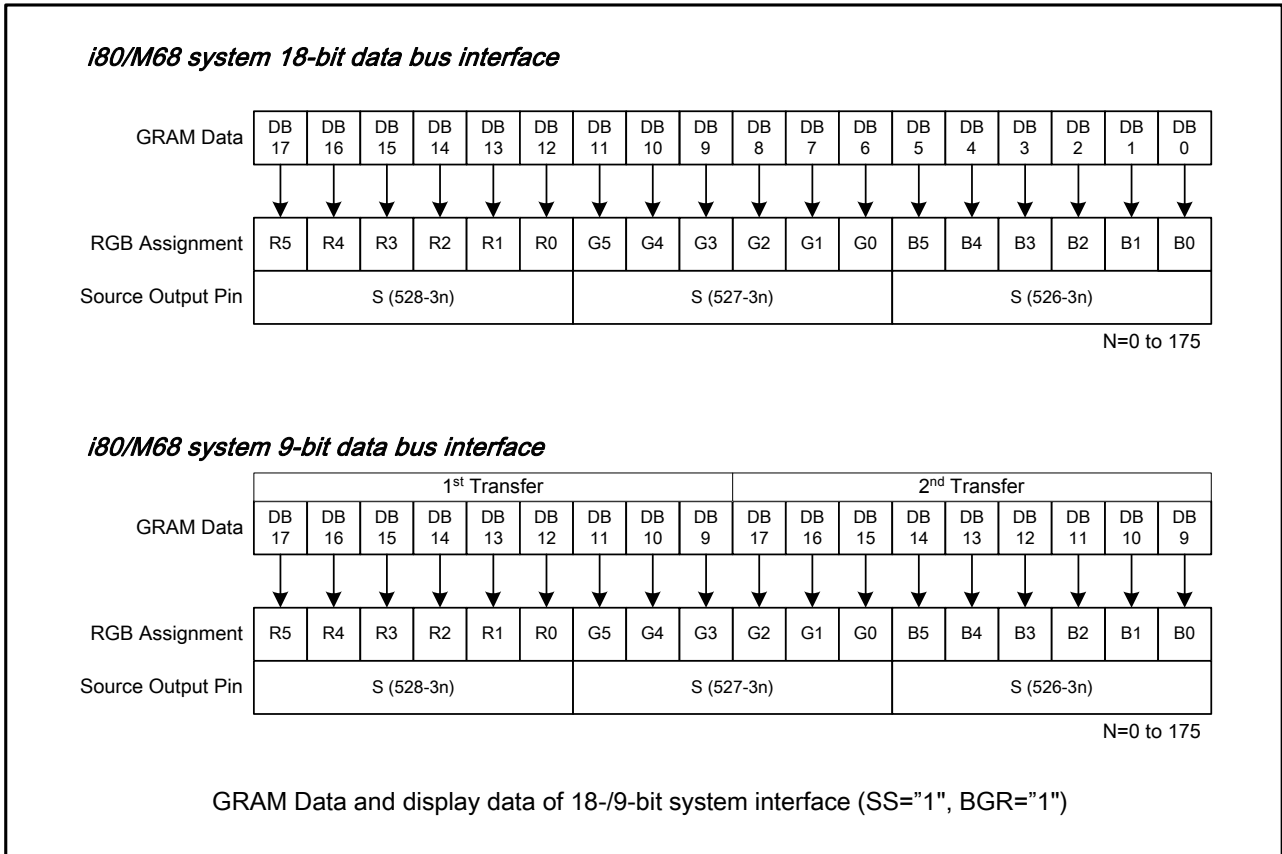 i80/M68 system 18-bit data bus interface
GRAM Data DB 17 DB 16 DB 15 DB 14 DB 13 DB 12 DB 11 DB 10 DB 9 DB 8 DB 7 DB 6 DB 5 DB 4 DB 3 DB 2 DB 1 DB 0
RGB Assignment R5 R4 R3 R2 R1 R0 G5 G4 G3 G2 G1 G0 B5 B4 B3 B2 B1 B0
Source Output Pin S (528-3n) S (527-3n) S (526-3n)
N=0 to 175
i80/M68 system 9-bit data bus interface
1st Transfer 2nd Transfer
GRAM Data DB 17 DB 16 DB 15 DB 14 DB 13 DB 12 DB 11 DB 10 DB 9 DB 17 DB 16 DB 15 DB 14 DB 13 DB 12 DB 11 DB 10 DB 9
RGB Assignment R5 R4 R3 R2 R1 R0 G5 G4 G3 G2 G1 G0 B5 B4 B3 B2 B1 B0
Source Output Pin S (528-3n) S (527-3n) S (526-3n)
N=0 to 175
GRAM Data and display data of 18-/9-bit system interface (SS=”1", BGR=”1")